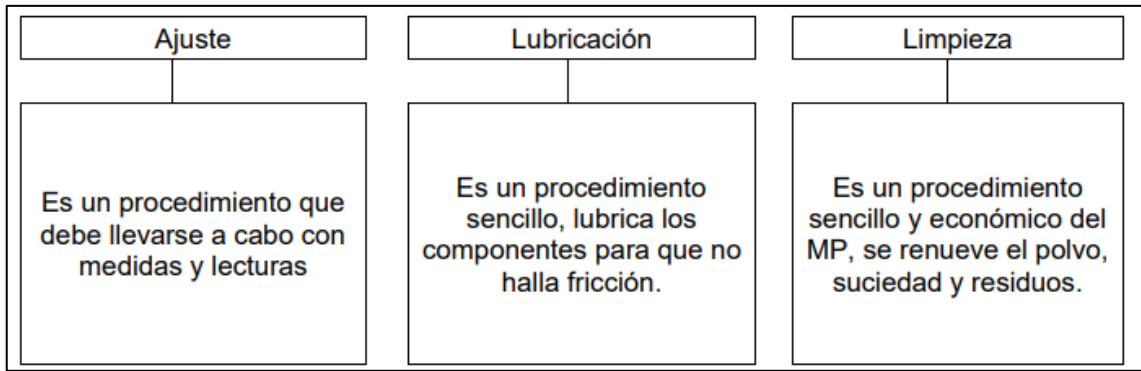 Ajuste
Es un procedimiento que
debe llevarse a cabo con
medidas y lecturas
Lubricación
Es un procedimiento
sencillo, lubrica los
componentes para que no
halla fricción.
Limpieza
Es un procedimiento
sencillo y económico del
MP, se renueve el polvo,
suciedad y residuos.